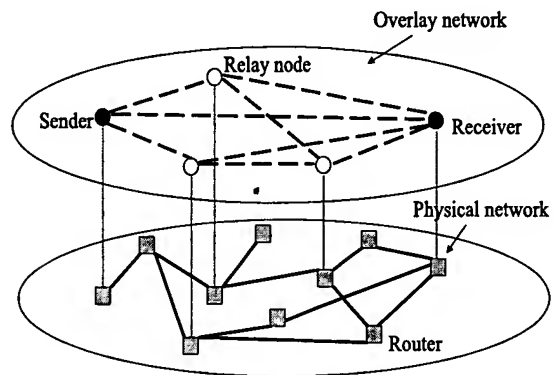 Overlay network
Relay node
Sender
Receiver
Physical network
Router